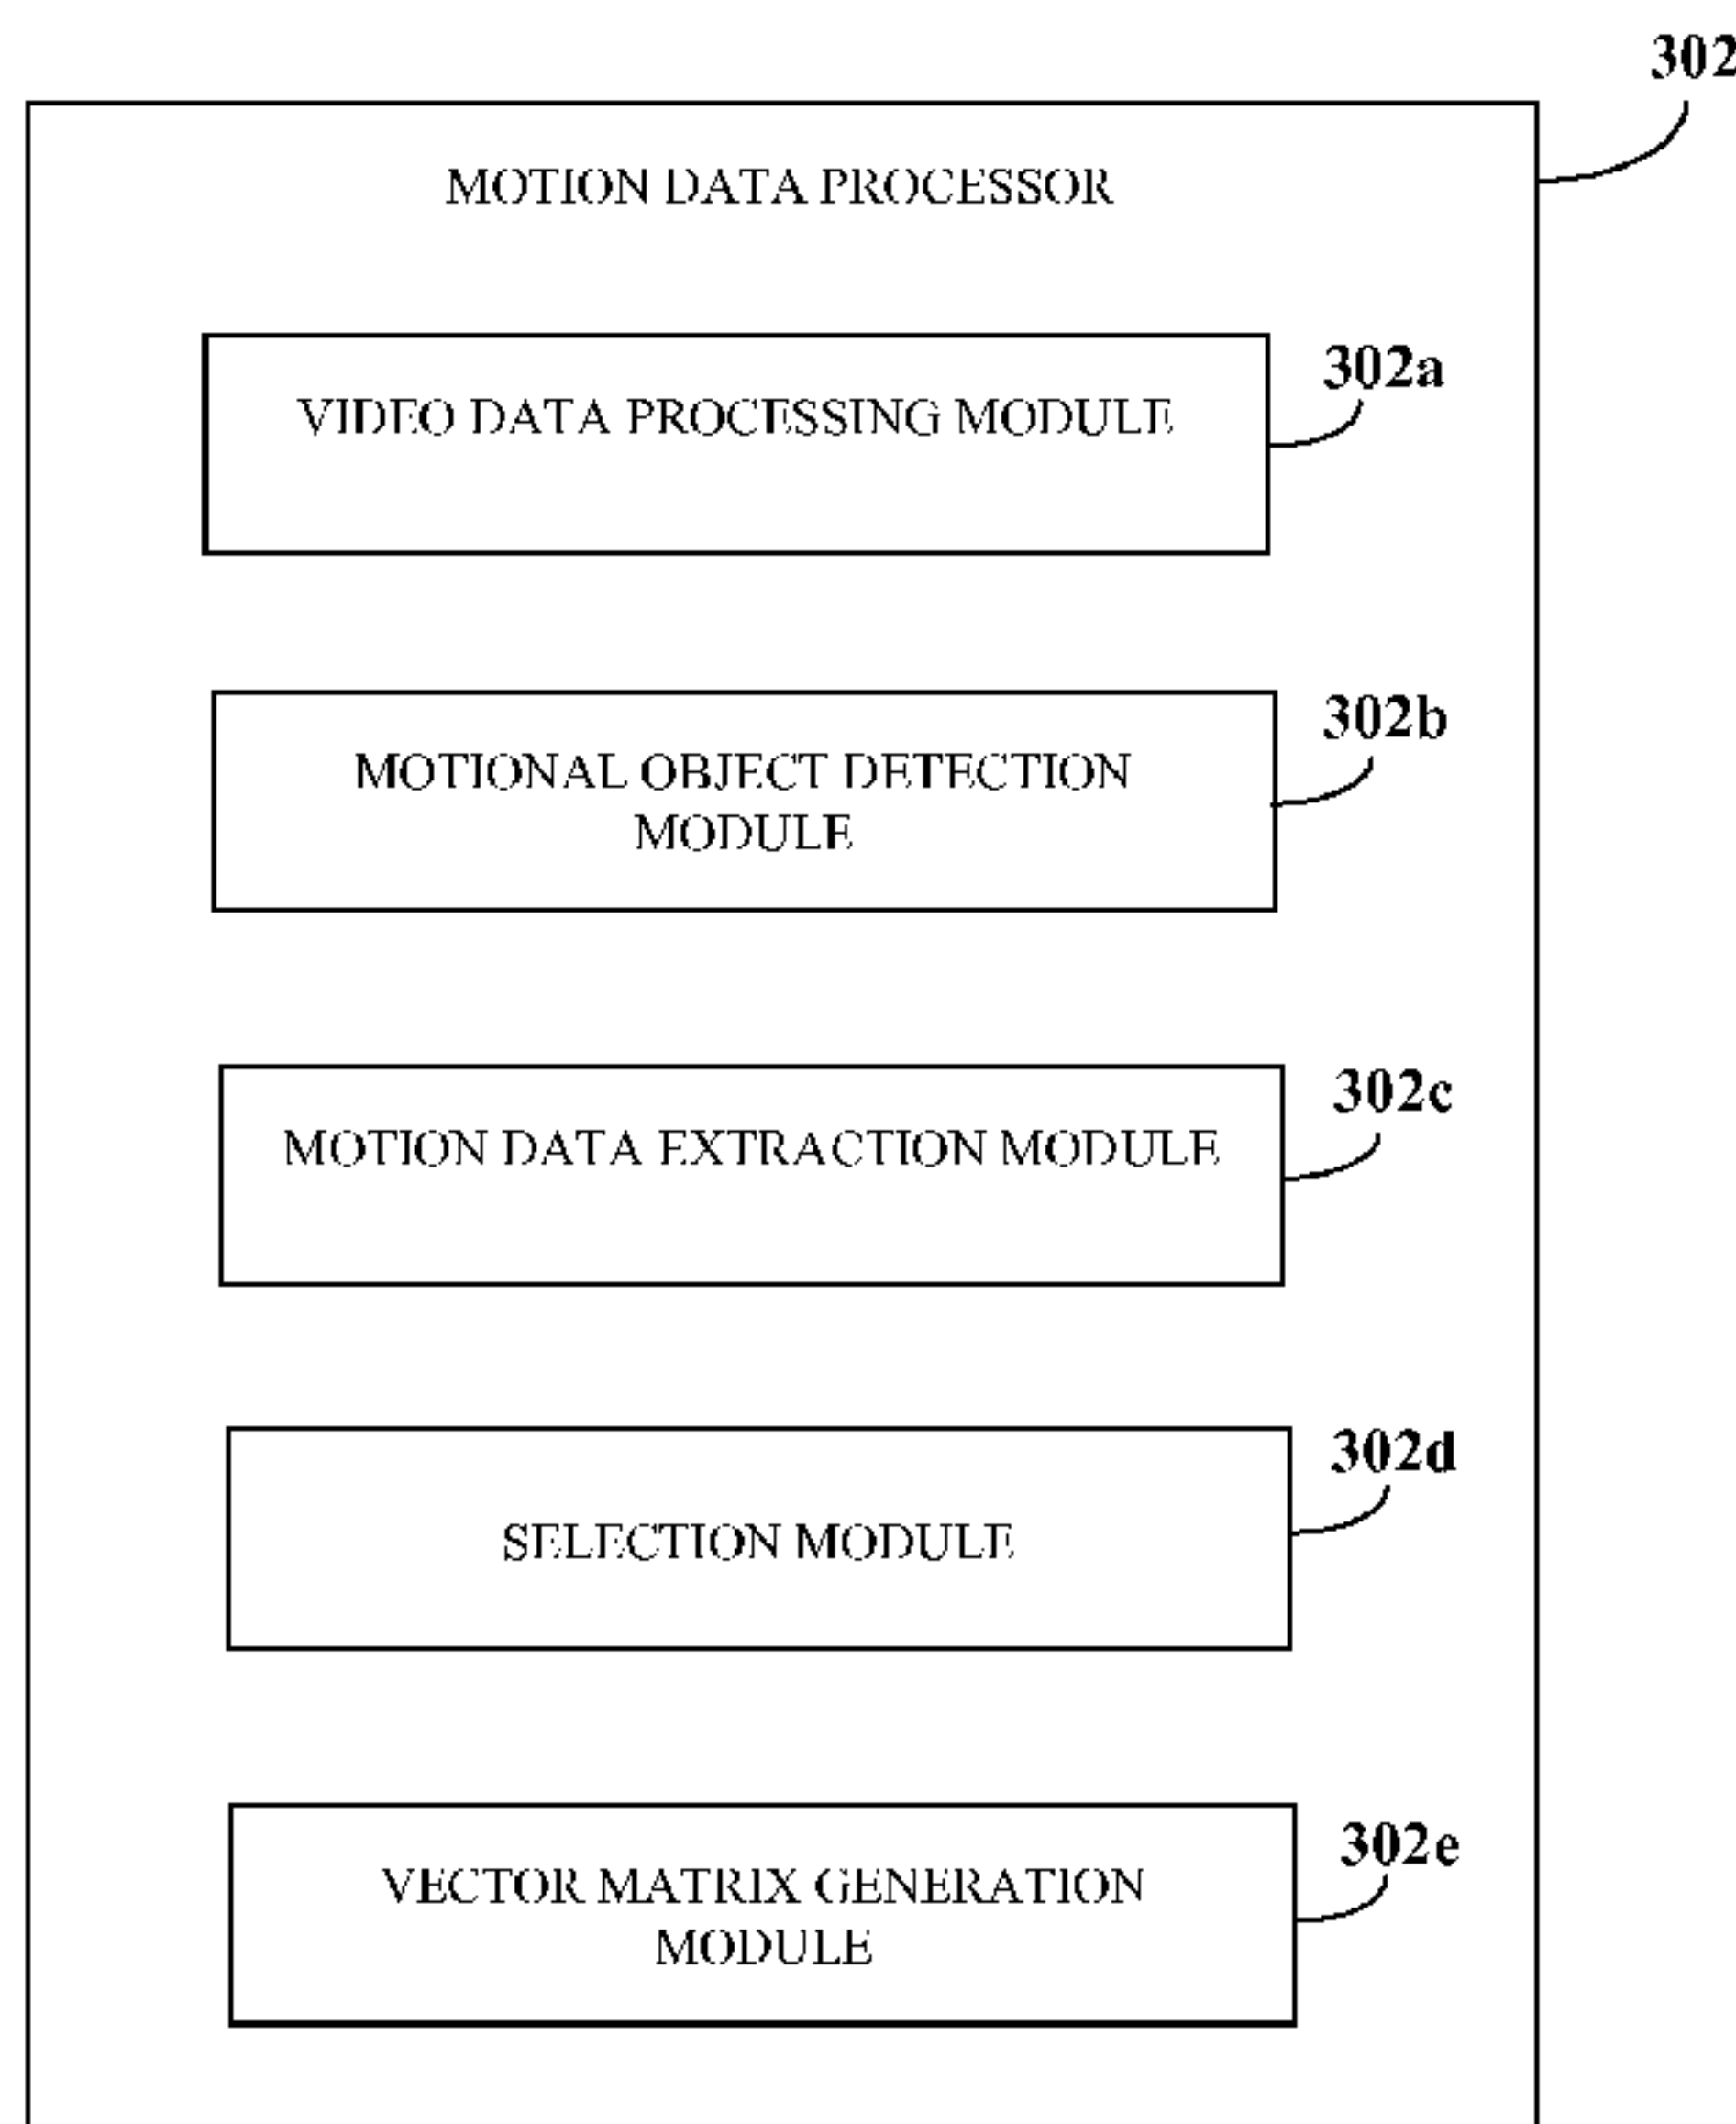 302
MOTION DATA PROCESSOR
302a
VIDEO DATA PROCESSING MODULE
302b
MOTIONAL OBJECT DETECTION
MODULE
302c
MOTION DATA EXTRACTION MODULE
302d
SELECTION MODULE
302e
VECTOR MATRIX GENERATION
MODULE